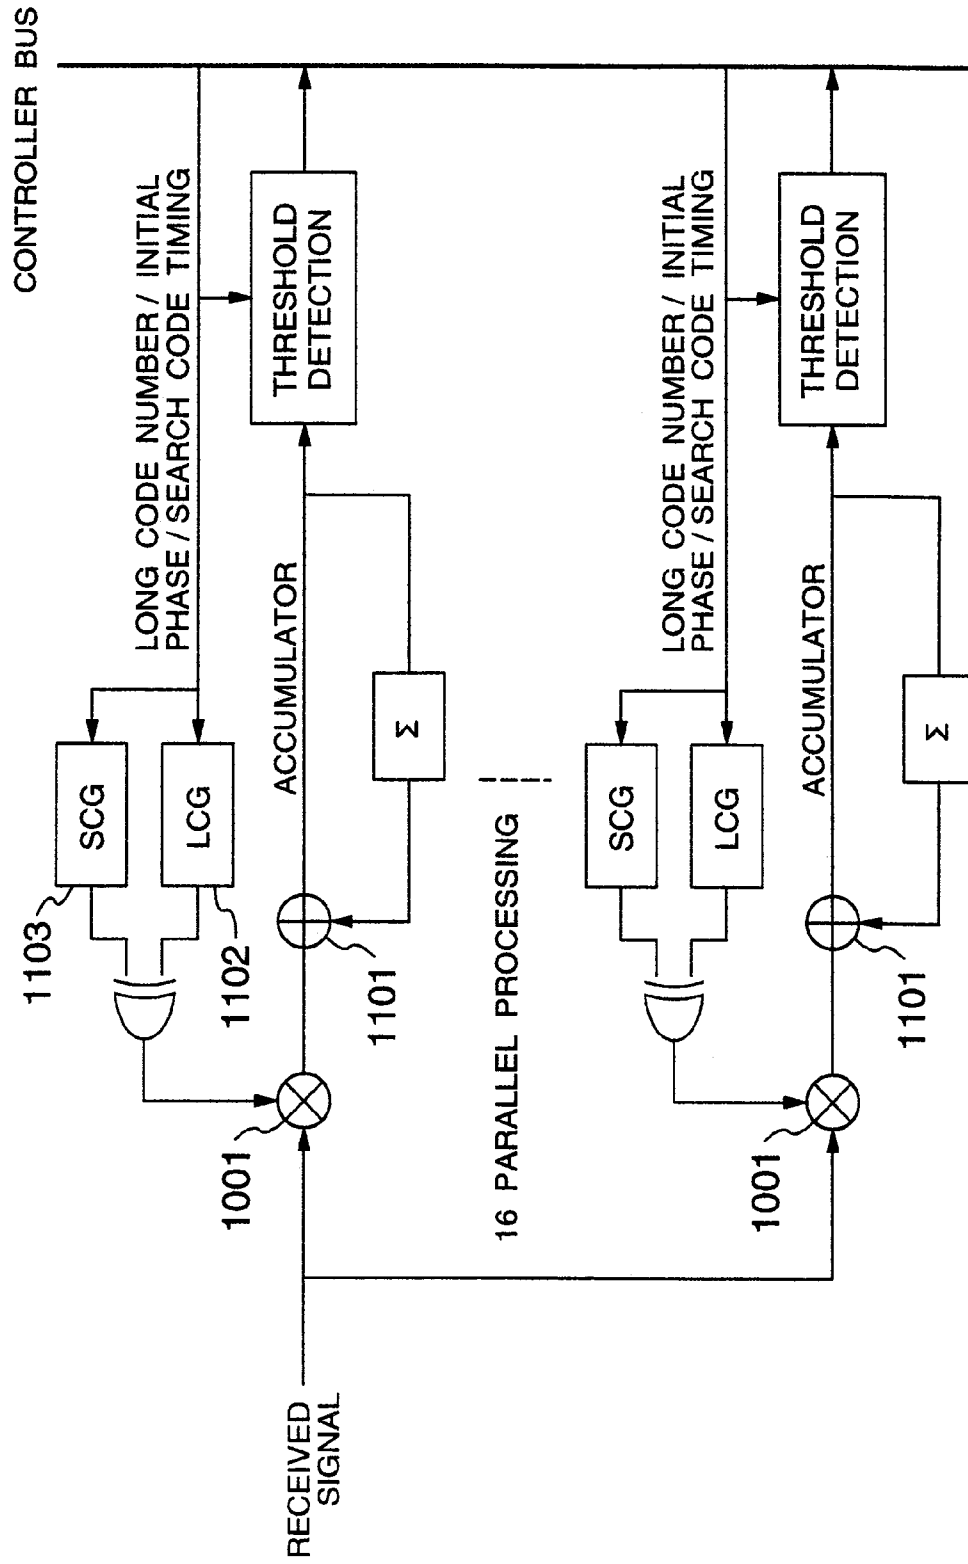 CONTROLLER BUS
LONG CODE NUMBER / INITIAL
PHASE / SEARCH CODE TIMING
1103
SCG
LCG
1102
THRESHOLD
DETECTION
ACCUMULATOR
Σ
1101
1001
RECEIVED
SIGNAL
16 PARALLEL PROCESSING
LONG CODE NUMBER / INITIAL
PHASE / SEARCH CODE TIMING
SCG
LCG
THRESHOLD
DETECTION
ACCUMULATOR
Σ
1101
1001